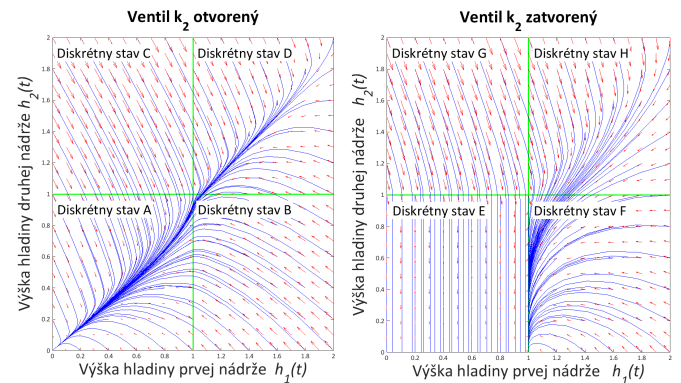 Ventil k2 otvorený
Výška hladiny druhej nádrže h2(t)
2
1.8
1.6
1.4
1.2
1
0.8
0.6
0.4
0.2
0
Diskrétny stav C
Diskrétny stav D
Diskrétny stav A
Diskrétny stav B
0 0.2 0.4 0.6 0.8 1 1.2 1.4 1.6 1.8 2
Výška hladiny prvej nádrže h1(t)
Ventil k2 zatvorený
Výška hladiny druhej nádrže h2(t)
2
1.8
1.6
1.4
1.2
1
0.8
0.6
0.4
0.2
0
Diskrétny stav G
Diskrétny stav H
Diskrétny stav E
Diskrétny stav F
0 0.2 0.4 0.6 0.8 1 1.2 1.4 1.6 1.8 2
Výška hladiny prvej nádrže h1(t)